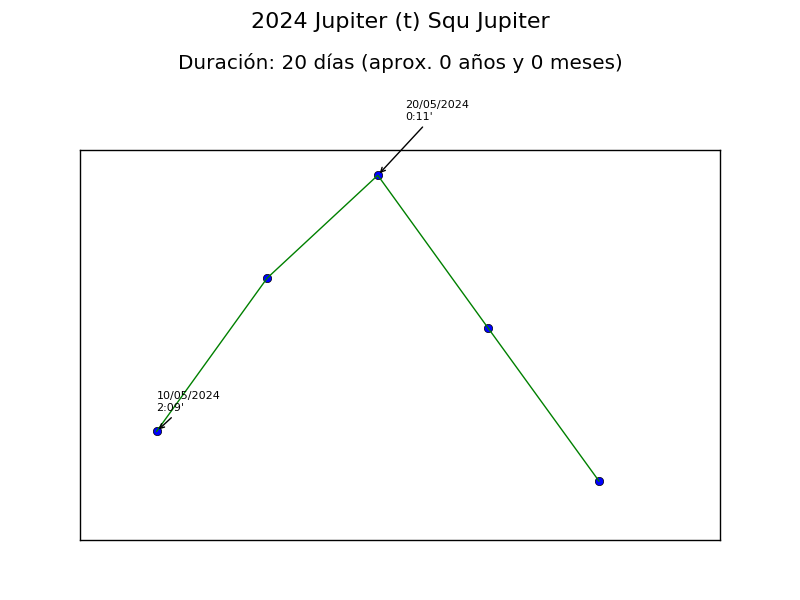 2024 Jupiter (t) Squ Jupiter
Duración: 20 días (aprox. 0 años y 0 meses)
20/05/2024
0:11'
10/05/2024
2:09'